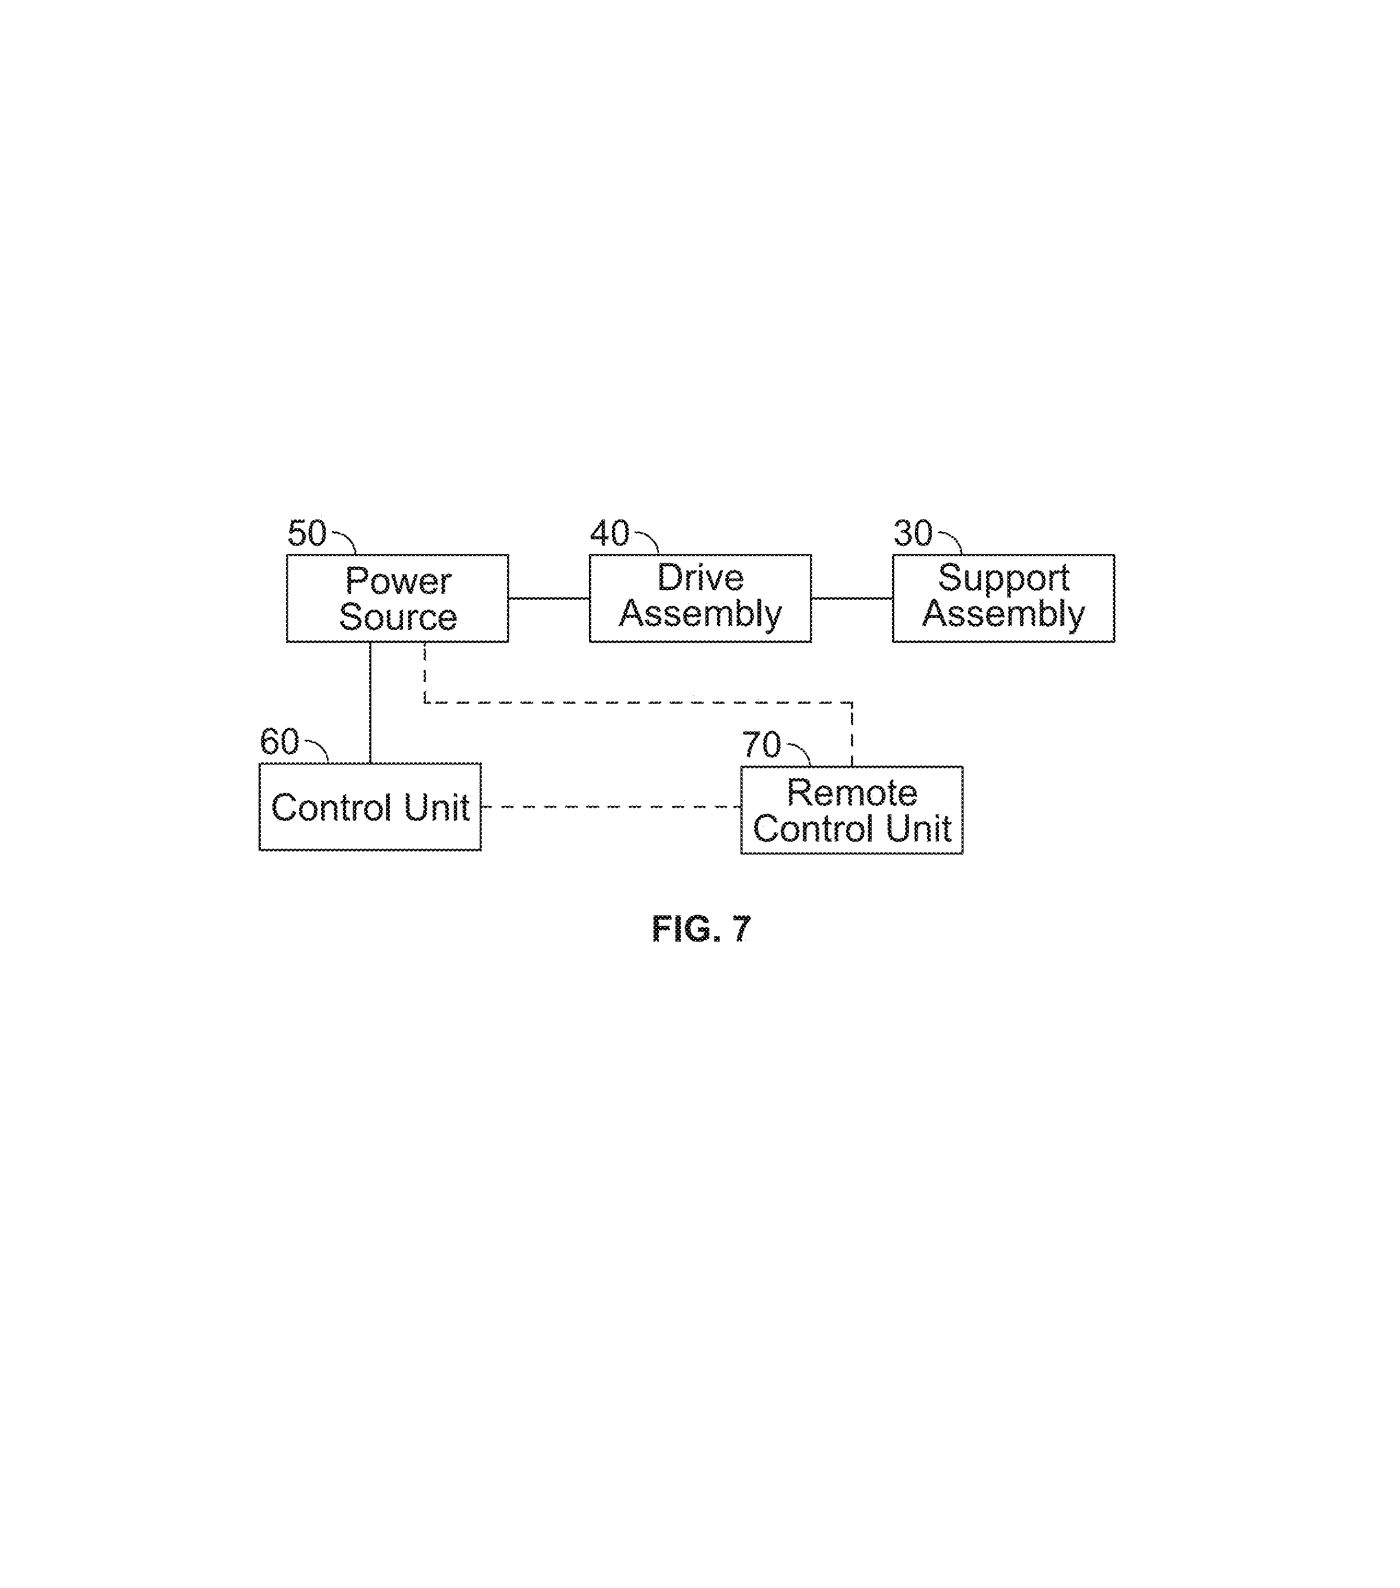 50
40
30
Power
Source
Drive
Assembly
Support
Assembly
60
70
Control Unit
Remote
Control Unit
FIG. 7